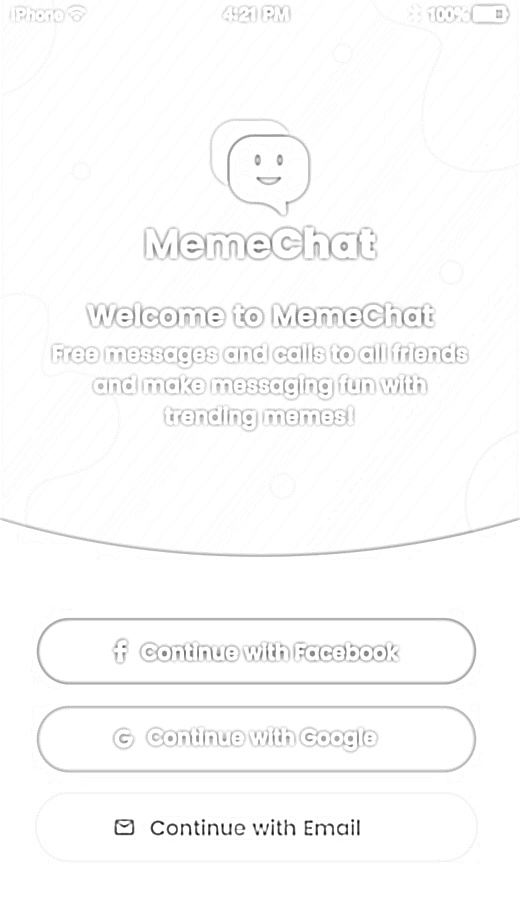 iPhone 4:21 PM 100%
MemeChat
Welcome to MemeChat
Free messages and calls to all friends
and make messaging fun with
trending memes!
f Continue with Facebook
G Continue with Google
Continue with Email